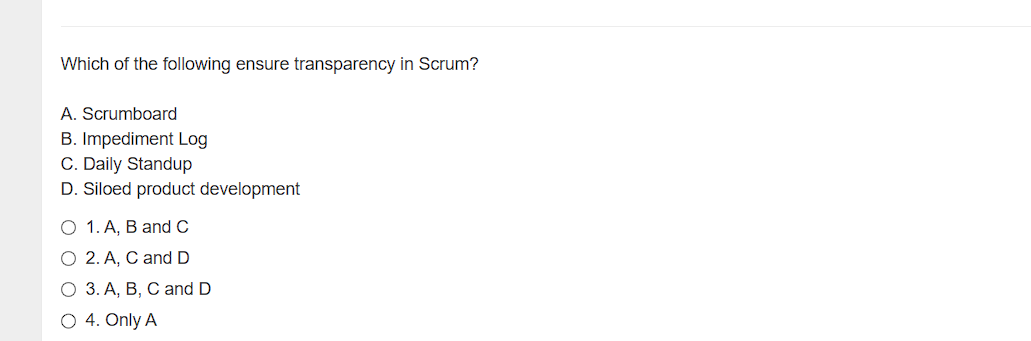 Which of the following ensure transparency in Scrum?
A. Scrumboard
B. Impediment Log
C. Daily Standup
D. Siloed product development
1. A, B and C
2. A, C and D
3. A, B, C and D
4. Only A